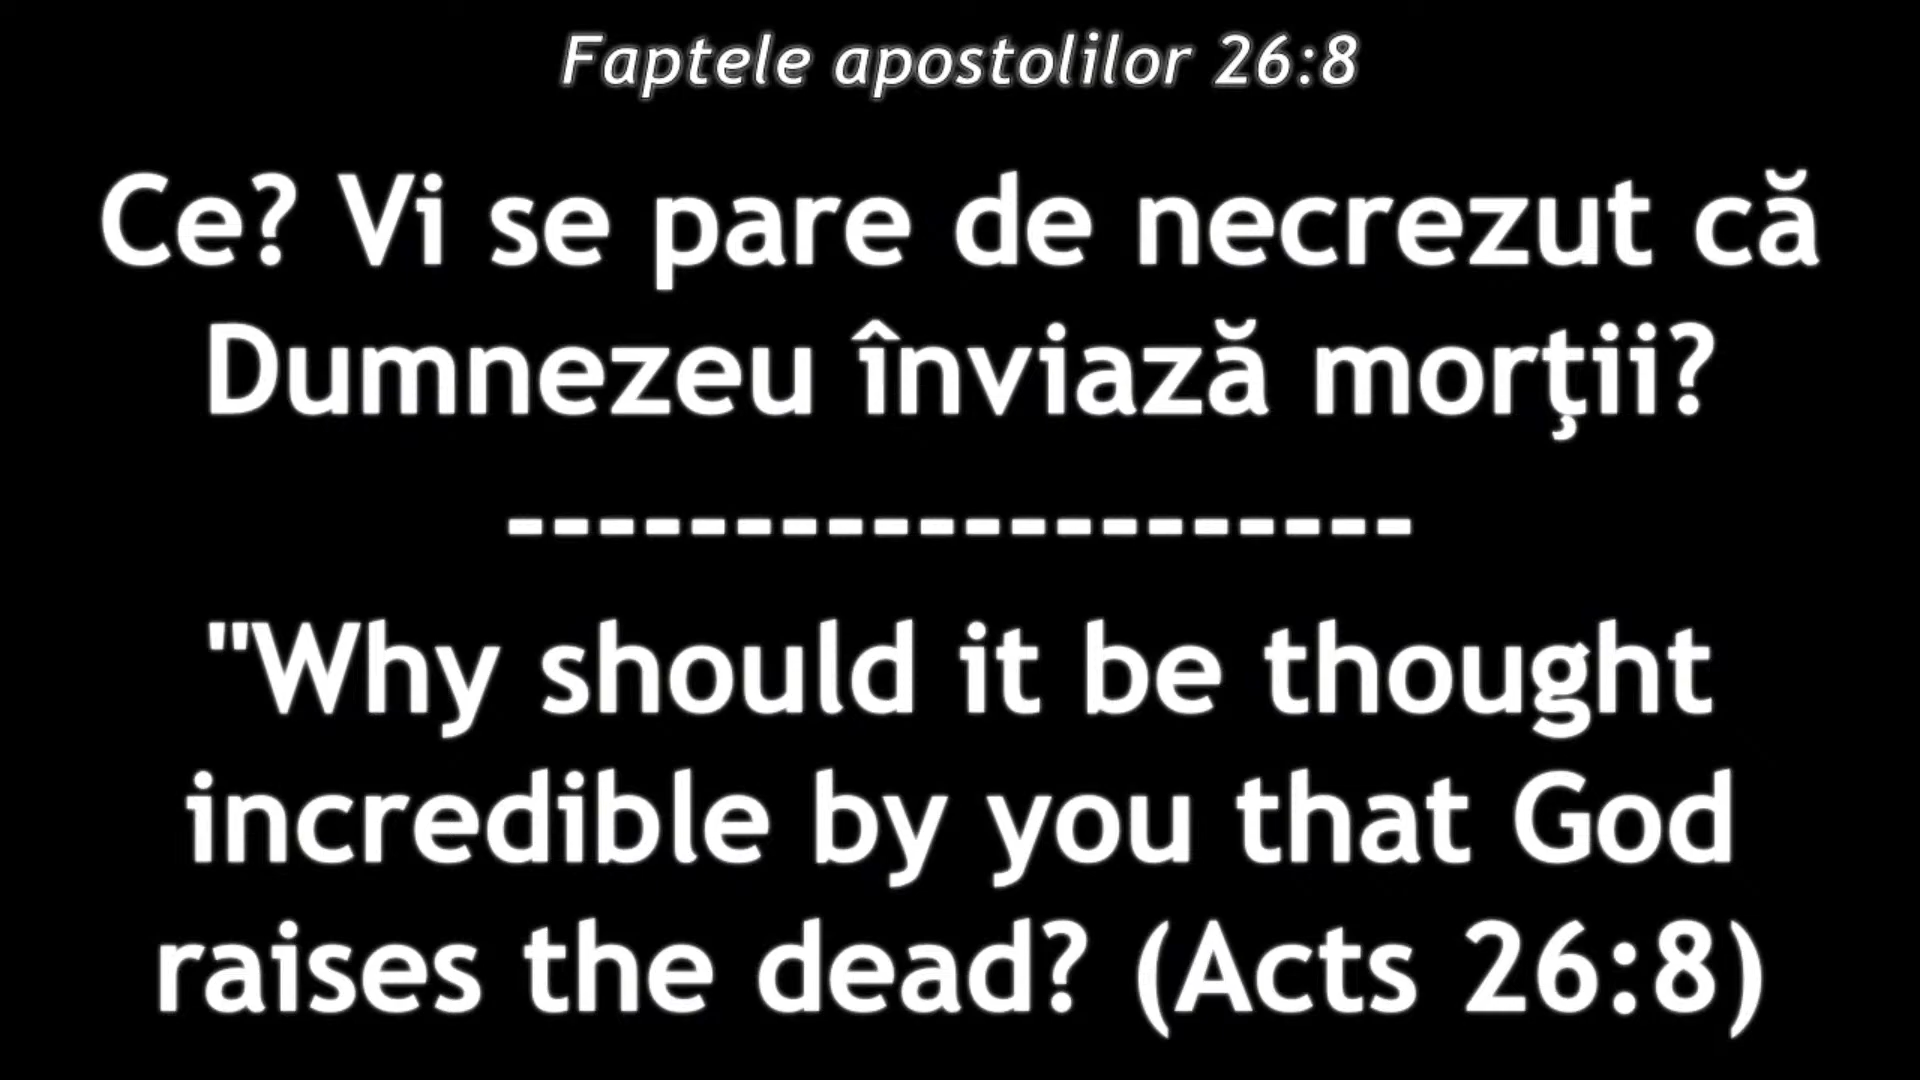 Faptele apostolilor 26:8
Ce? Vi se pare de necrezut că
Dumnezeu înviază morţii?
--------------------
"Why should it be thought
incredible by you that God
raises the dead? (Acts 26:8)